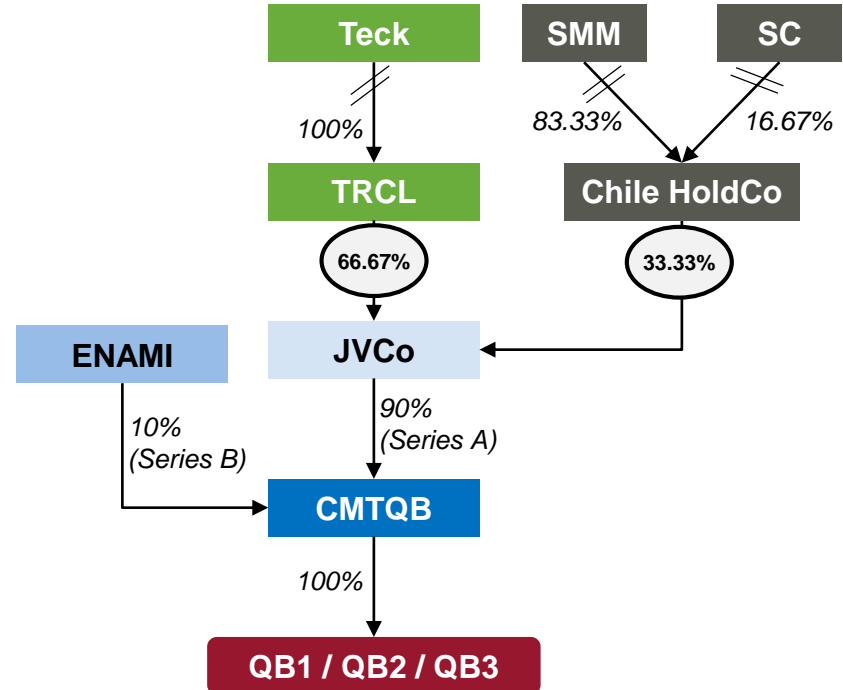 Teck
SMM
SC
100%
83.33%
16.67%
TRCL
Chile HoldCo
66.67%
33.33%
ENAMI
JVCo
10%
(Series B)
90%
(Series A)
CMTQB
100%
QB1 / QB2 / QB3